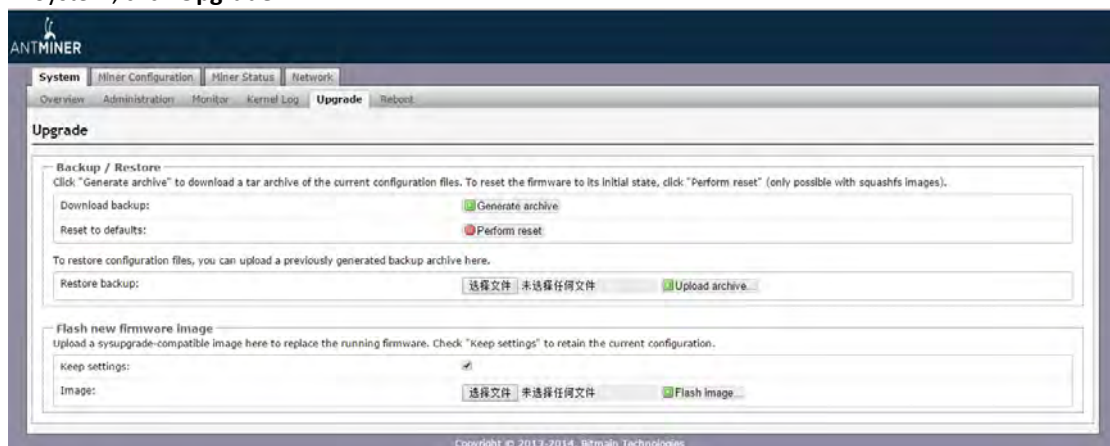 System, click Upgrade
ANTMINER
System Miner Configuration Miner Status Network
Overview Administration Monitor Kernel Log Upgrade Reboot
Upgrade
Backup / Restore
Click "Generate archive" to download a tar archive of the current configuration files. To reset the firmware to its initial state, click "Perform reset" (only possible with squashfs images).
Download backup: Generate archive
Reset to defaults: Perform reset
To restore configuration files, you can upload a previously generated backup archive here.
Restore backup: 选择文件 未选择任何文件 Upload archive...
Flash new firmware image
Upload a sysupgrade-compatible image here to replace the running firmware. Check "Keep settings" to retain the current configuration.
Keep settings:
Image: 选择文件 未选择任何文件 Flash image...
Copyright © 2013-2014, Bitmain Technologies